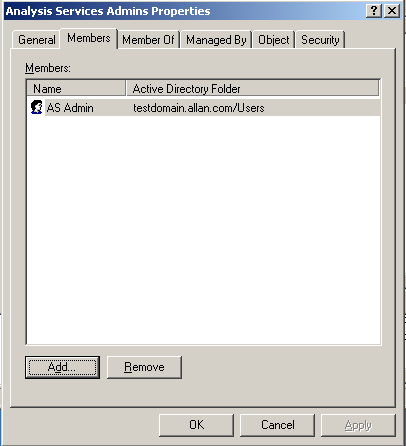 Analysis Services Admins Properties
General Members Member Of Managed By Object Security
Members:
Name Active Directory Folder
AS Admin testdomain.allan.com/Users
Add... Remove
OK Cancel Apply